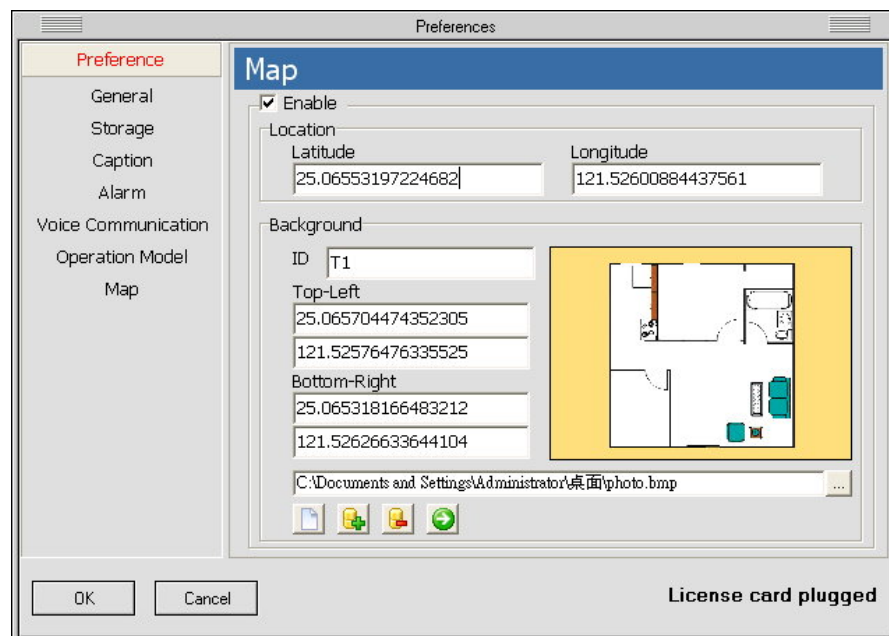 Preferences
Preference
General
Storage
Caption
Alarm
Voice Communication
Operation Model
Map
Map
Enable
Location
Latitude
Longitude
25.06553197224682
121.52600884437561
Background
ID
T1
Top-Left
25.065704474352305
121.52576476335525
Bottom-Right
25.065318166483212
121.52626633644104
C:\Documents and Settings\Administrator\桌面\photo.bmp
...
OK
Cancel
License card plugged